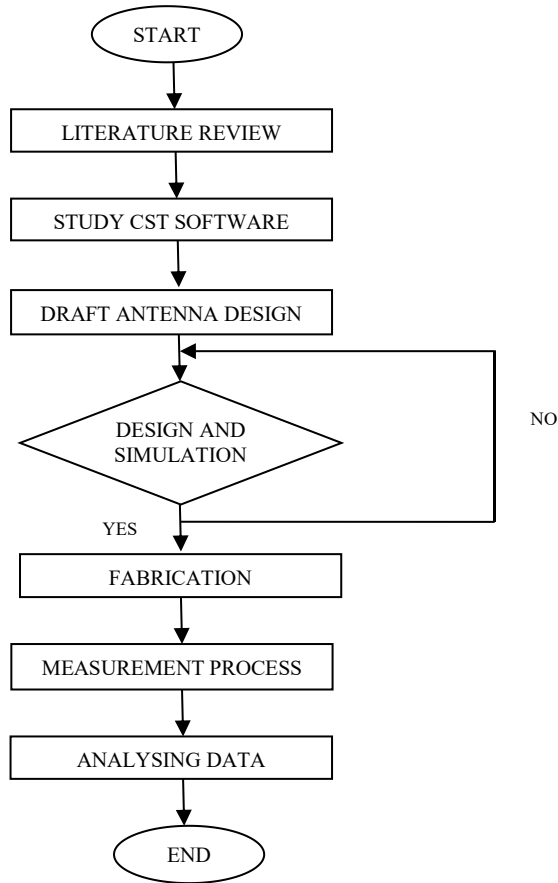 START
LITERATURE REVIEW
STUDY CST SOFTWARE
DRAFT ANTENNA DESIGN
DESIGN AND
SIMULATION
NO
YES
FABRICATION
MEASUREMENT PROCESS
ANALYSING DATA
END